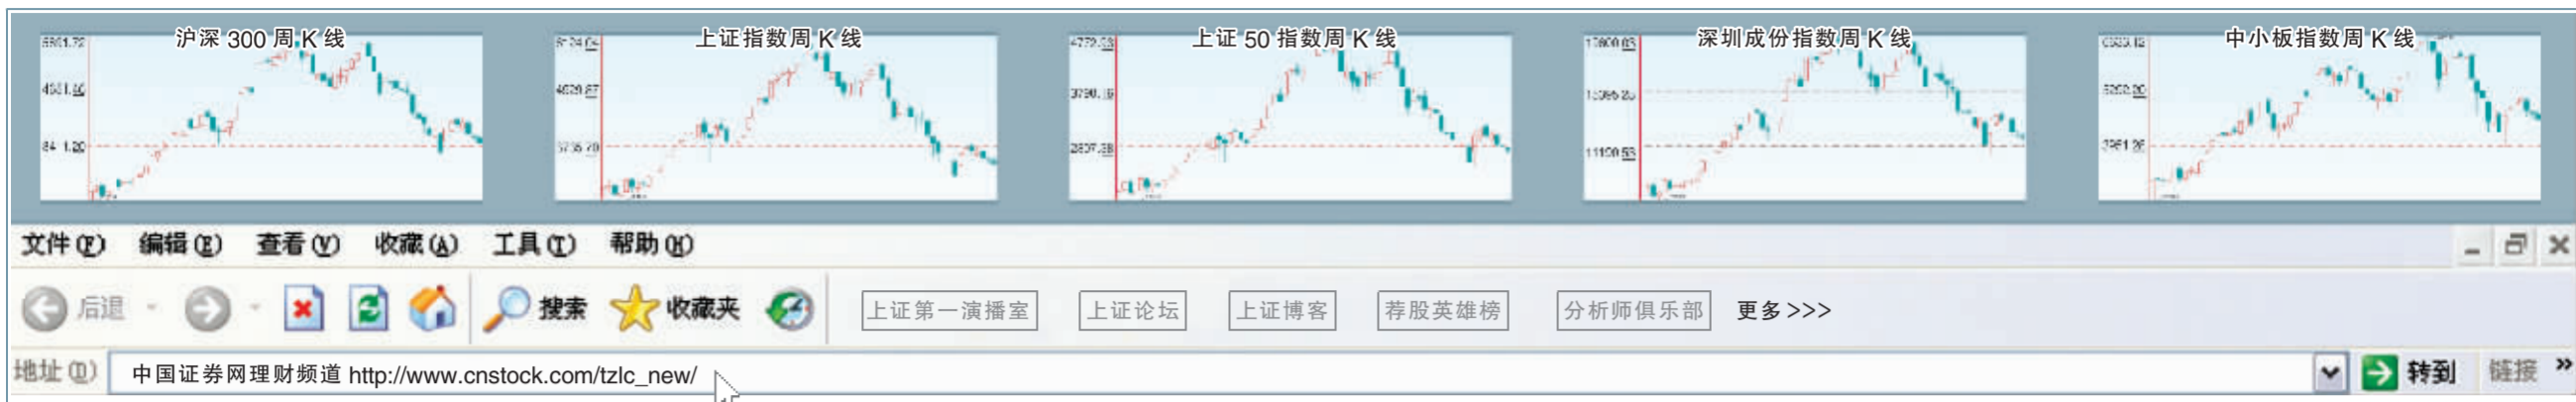 沪深 300 周 K 线
上证指数周 K 线
上证 50 指数周 K 线
深圳成份指数周 K 线
中小板指数周 K 线
文件(F) 编辑(E) 查看(V) 收藏(A) 工具(T) 帮助(H)
后退 搜索 收藏夹 上证第一演播室 上证论坛 上证博客 荐股英雄榜 分析师俱乐部 更多>>>
地址(D) 中国证券网理财频道 http://www.cnstock.com/tzlc_new/ 转到 链接 »